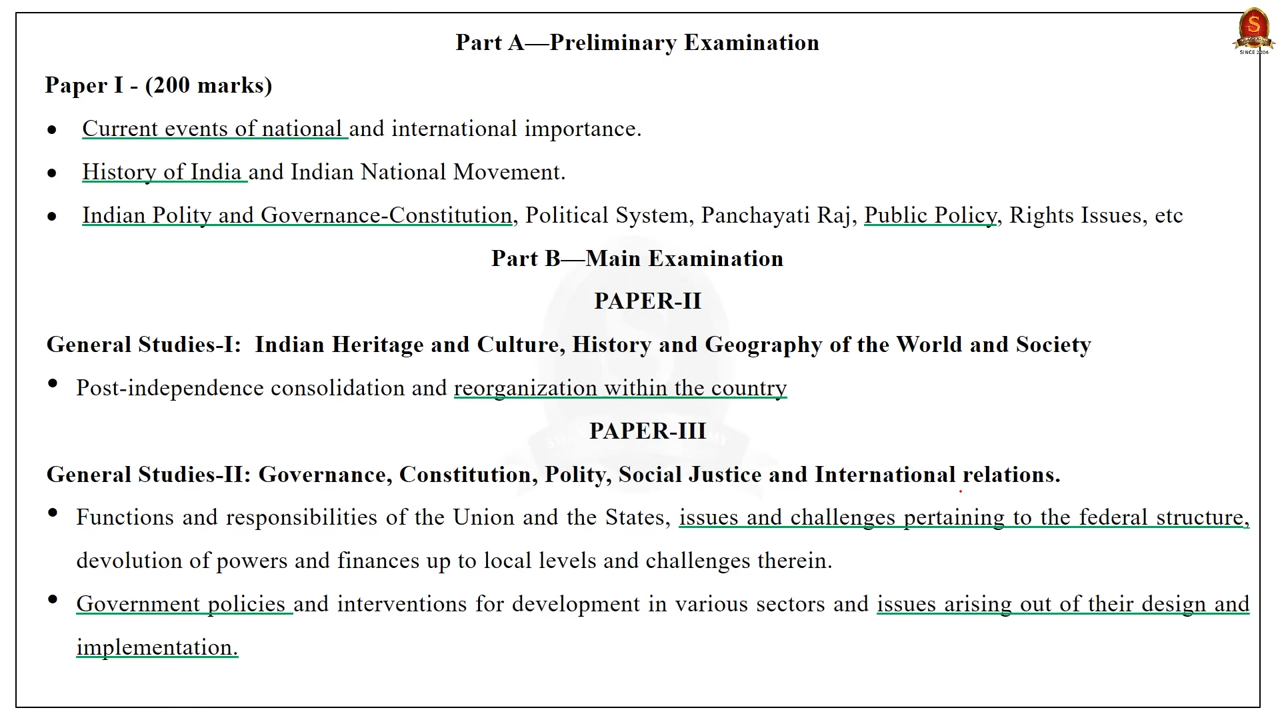 Part A—Preliminary Examination
Paper I - (200 marks)
• Current events of national and international importance.
• History of India and Indian National Movement.
• Indian Polity and Governance-Constitution, Political System, Panchayati Raj, Public Policy, Rights Issues, etc
Part B—Main Examination
PAPER-II
General Studies-I: Indian Heritage and Culture, History and Geography of the World and Society
• Post-independence consolidation and reorganization within the country
PAPER-III
General Studies-II: Governance, Constitution, Polity, Social Justice and International relations.
• Functions and responsibilities of the Union and the States, issues and challenges pertaining to the federal structure,
devolution of powers and finances up to local levels and challenges therein.
• Government policies and interventions for development in various sectors and issues arising out of their design and
implementation.
S
SINCE 2004